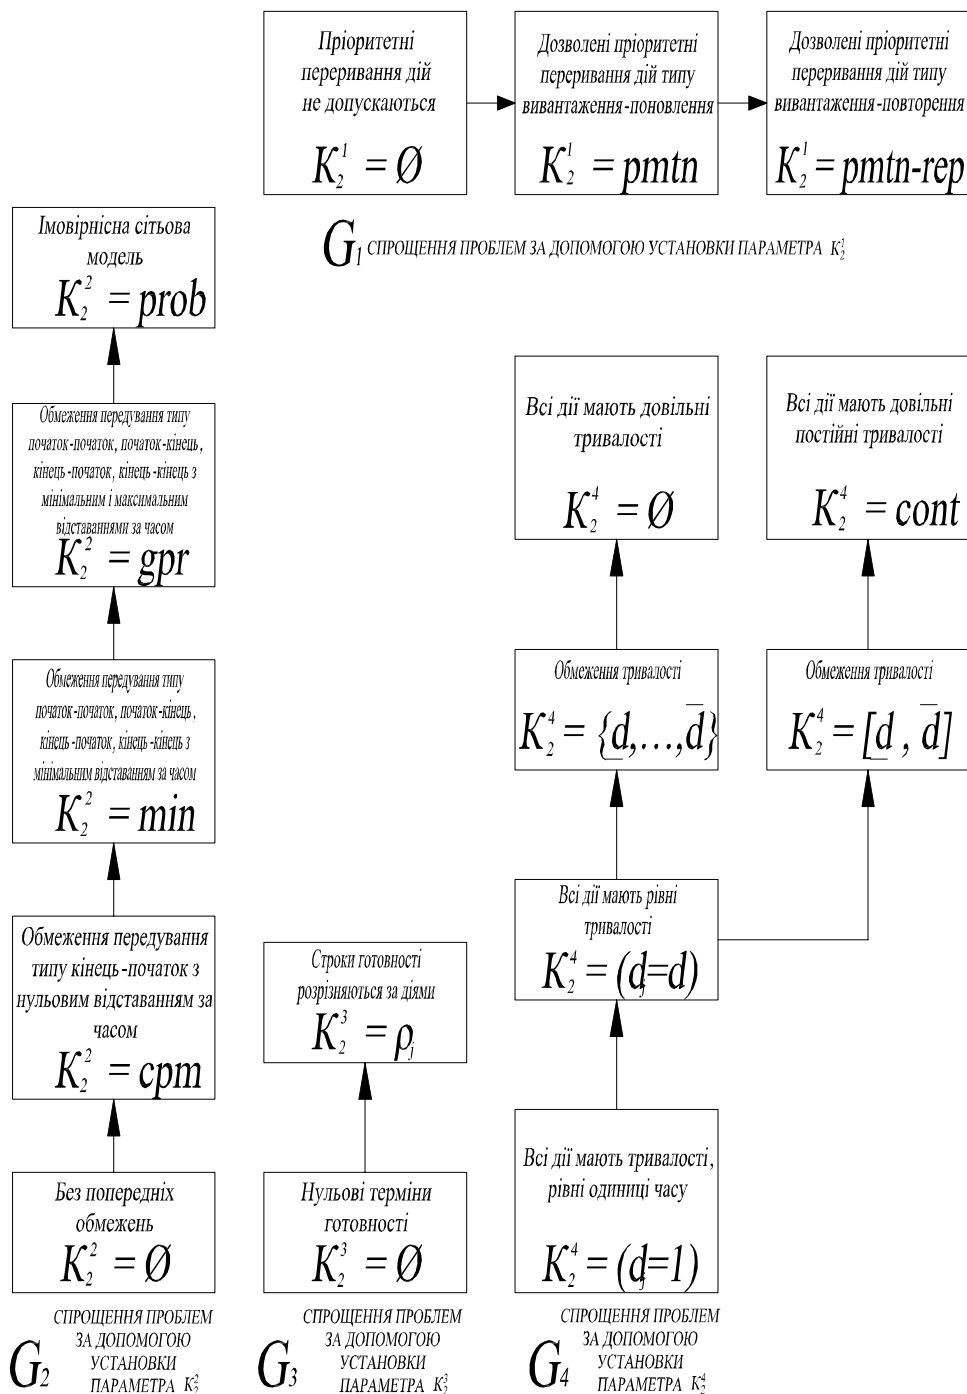 Пріоритетні
переривання дій
не допускаються
K₂¹ = Ø
Дозволені пріоритетні
переривання дій типу
вивантаження-поновлення
K₂¹ = pmtn
Дозволені пріоритетні
переривання дій типу
вивантаження-повторення
K₂¹ = pmtn-rep
G₁ СПРОЩЕННЯ ПРОБЛЕМ ЗА ДОПОМОГОЮ УСТАНОВКИ ПАРАМЕТРА K₂¹
Імовірнісна сітьова
модель
K₂² = prob
Обмеження передування типу
початок-початок, початок-кінець,
кінець-початок, кінець-кінець з
мінімальним і максимальним
відставаннями за часом
K₂² = gpr
Обмеження передування типу
початок-початок, початок-кінець,
кінець-початок, кінець-кінець з
мінімальним відставанням за часом
K₂² = min
Обмеження передування
типу кінець-початок з
нульовим відставанням за
часом
K₂² = cpm
Без попередніх
обмежень
K₂² = Ø
G₂ СПРОЩЕННЯ ПРОБЛЕМ
ЗА ДОПОМОГОЮ
УСТАНОВКИ
ПАРАМЕТРА K₂²
Строки готовності
розрізняються за діями
K₂³ = ρⱼ
Нульові терміни
готовності
K₂³ = Ø
G₃ СПРОЩЕННЯ ПРОБЛЕМ
ЗА ДОПОМОГОЮ
УСТАНОВКИ
ПАРАМЕТРА K₂³
Всі дії мають довільні
тривалості
K₂⁴ = Ø
Всі дії мають довільні
постійні тривалості
K₂⁴ = cont
Обмеження тривалості
K₂⁴ = {d̲,...,d̅}
Обмеження тривалості
K₂⁴ = [d̲ , d̅]
Всі дії мають рівні
тривалості
K₂⁴ = (dⱼ=d)
Всі дії мають тривалості,
рівні одиниці часу
K₂⁴ = (dⱼ=1)
G₄ СПРОЩЕННЯ ПРОБЛЕМ
ЗА ДОПОМОГОЮ
УСТАНОВКИ
ПАРАМЕТРА K₂⁴